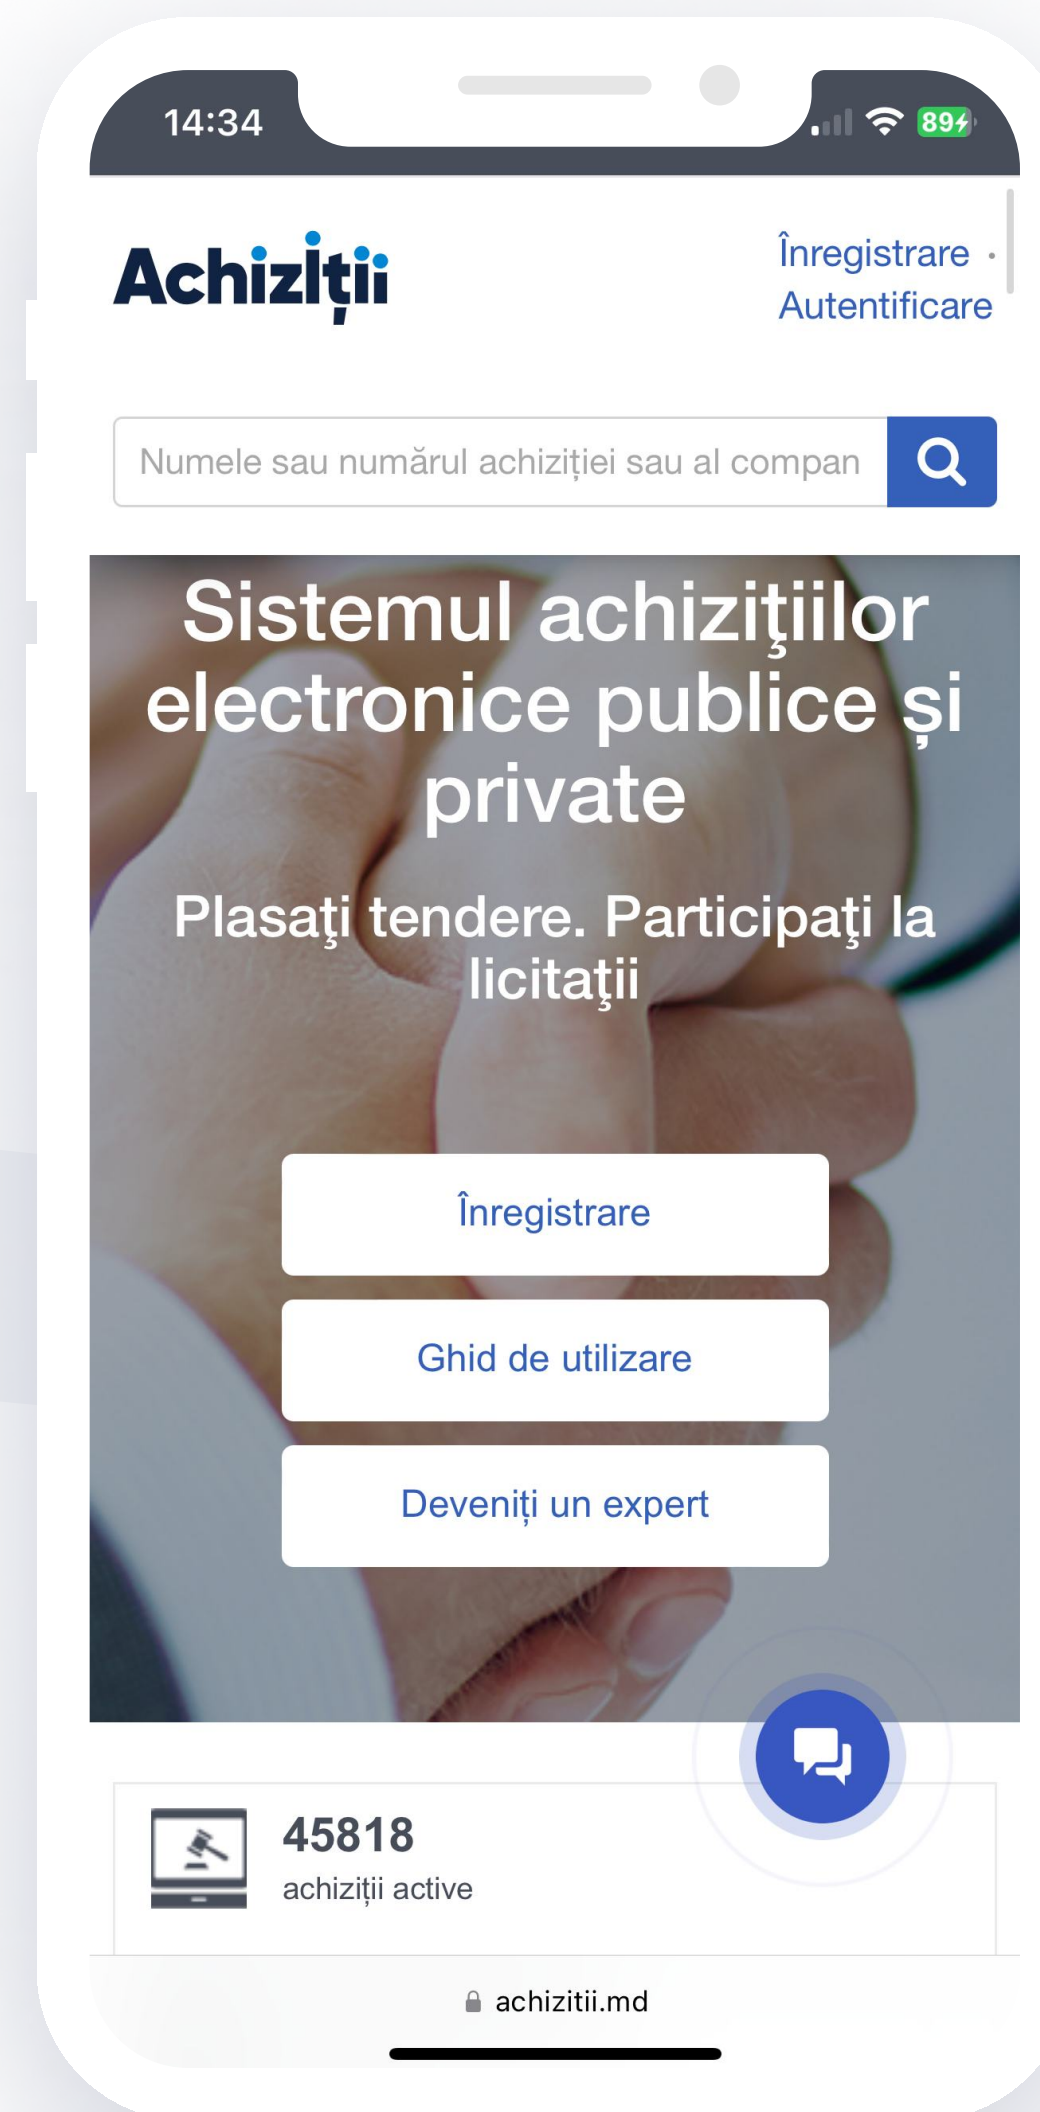 14:34
89
Achiziții
Înregistrare ·
Autentificare
Numele sau numărul achiziției sau al compan
Sistemul achiziţiilor
electronice publice și
private
Plasaţi tendere. Participaţi la
licitaţii
Înregistrare
Ghid de utilizare
Deveniți un expert
45818
achiziții active
achizitii.md